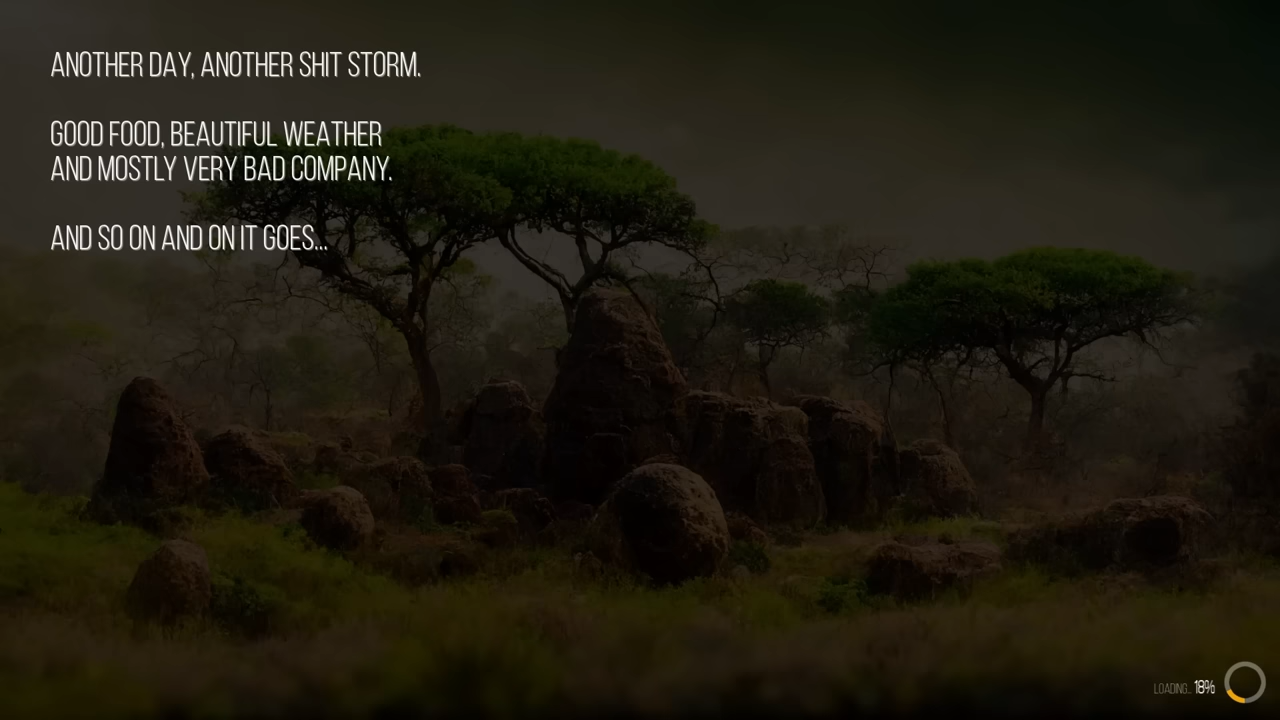 ANOTHER DAY, ANOTHER SHIT STORM.
GOOD FOOD, BEAUTIFUL WEATHER
AND MOSTLY VERY BAD COMPANY.
AND SO ON AND ON IT GOES...
LOADING... 18%